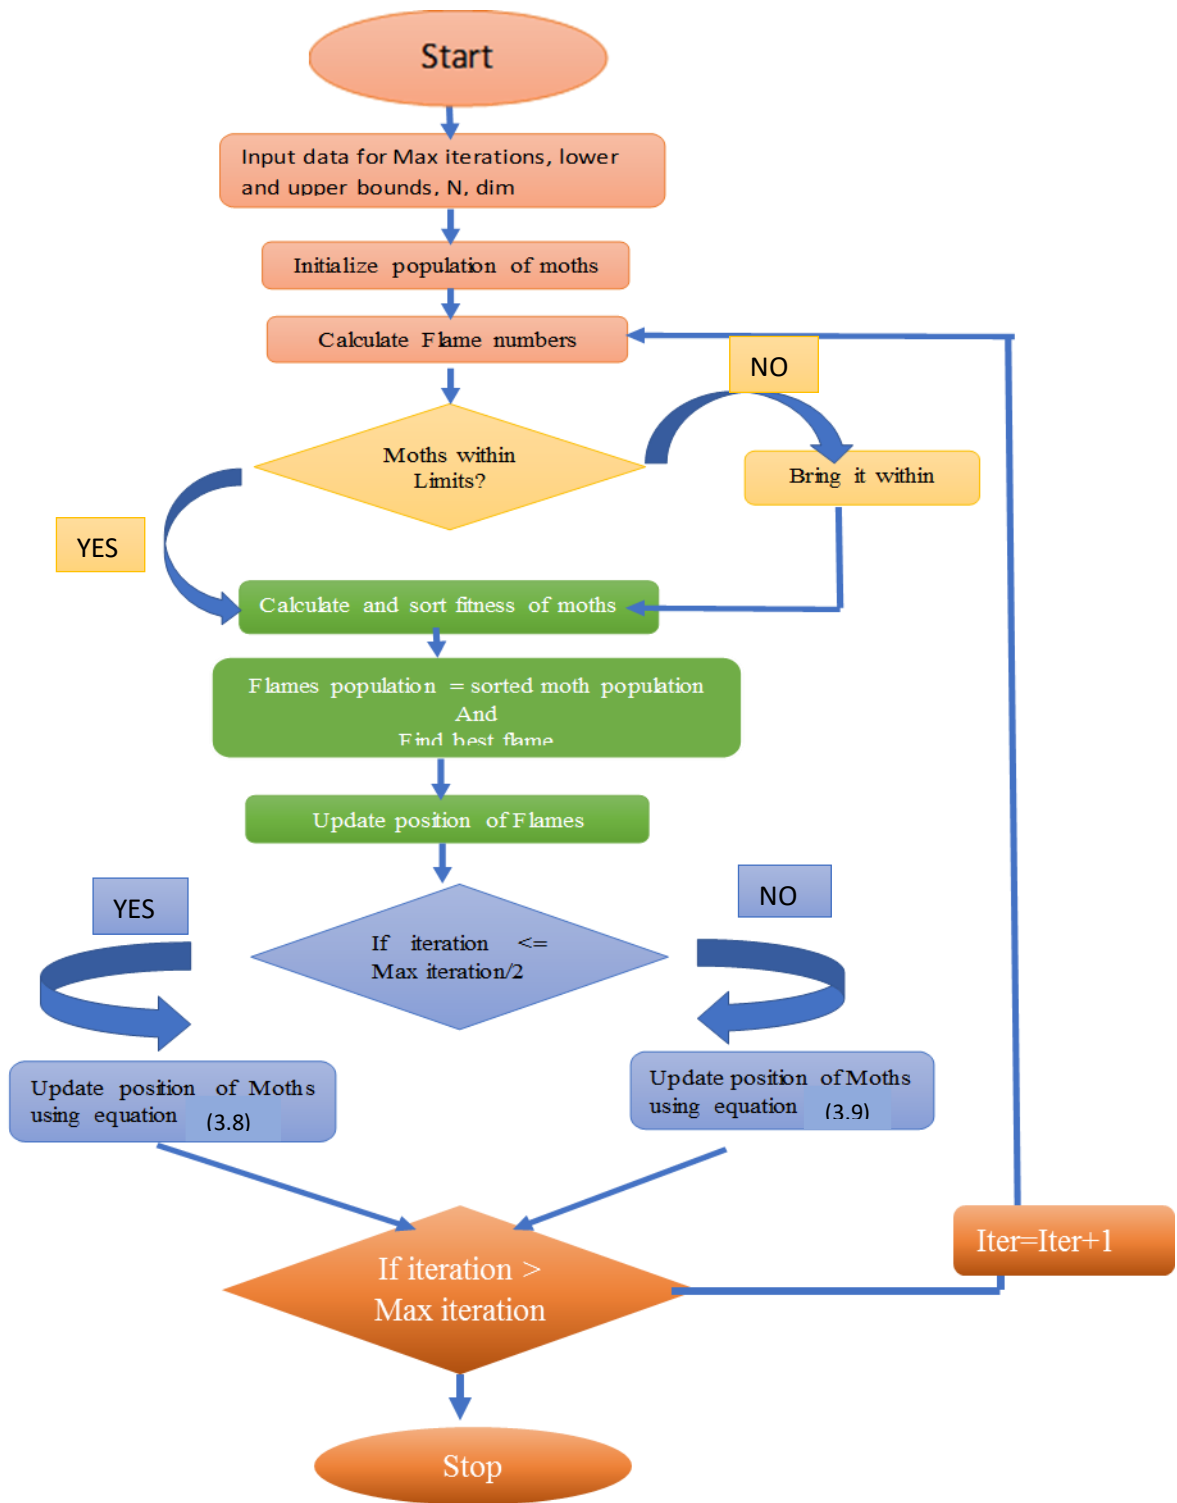 Start
Input data for Max iterations, lower
and upper bounds, N, dim
Initialize population of moths
Calculate Flame numbers
NO
Moths within
Limits?
Bring it within
YES
Calculate and sort fitness of moths
Flames population = sorted moth population
And
Find best flame
Update position of Flames
YES
NO
If iteration <=
Max iteration/2
Update position of Moths
using equation (3.8)
Update position of Moths
using equation (3.9)
If iteration >
Max iteration
Iter=Iter+1
Stop